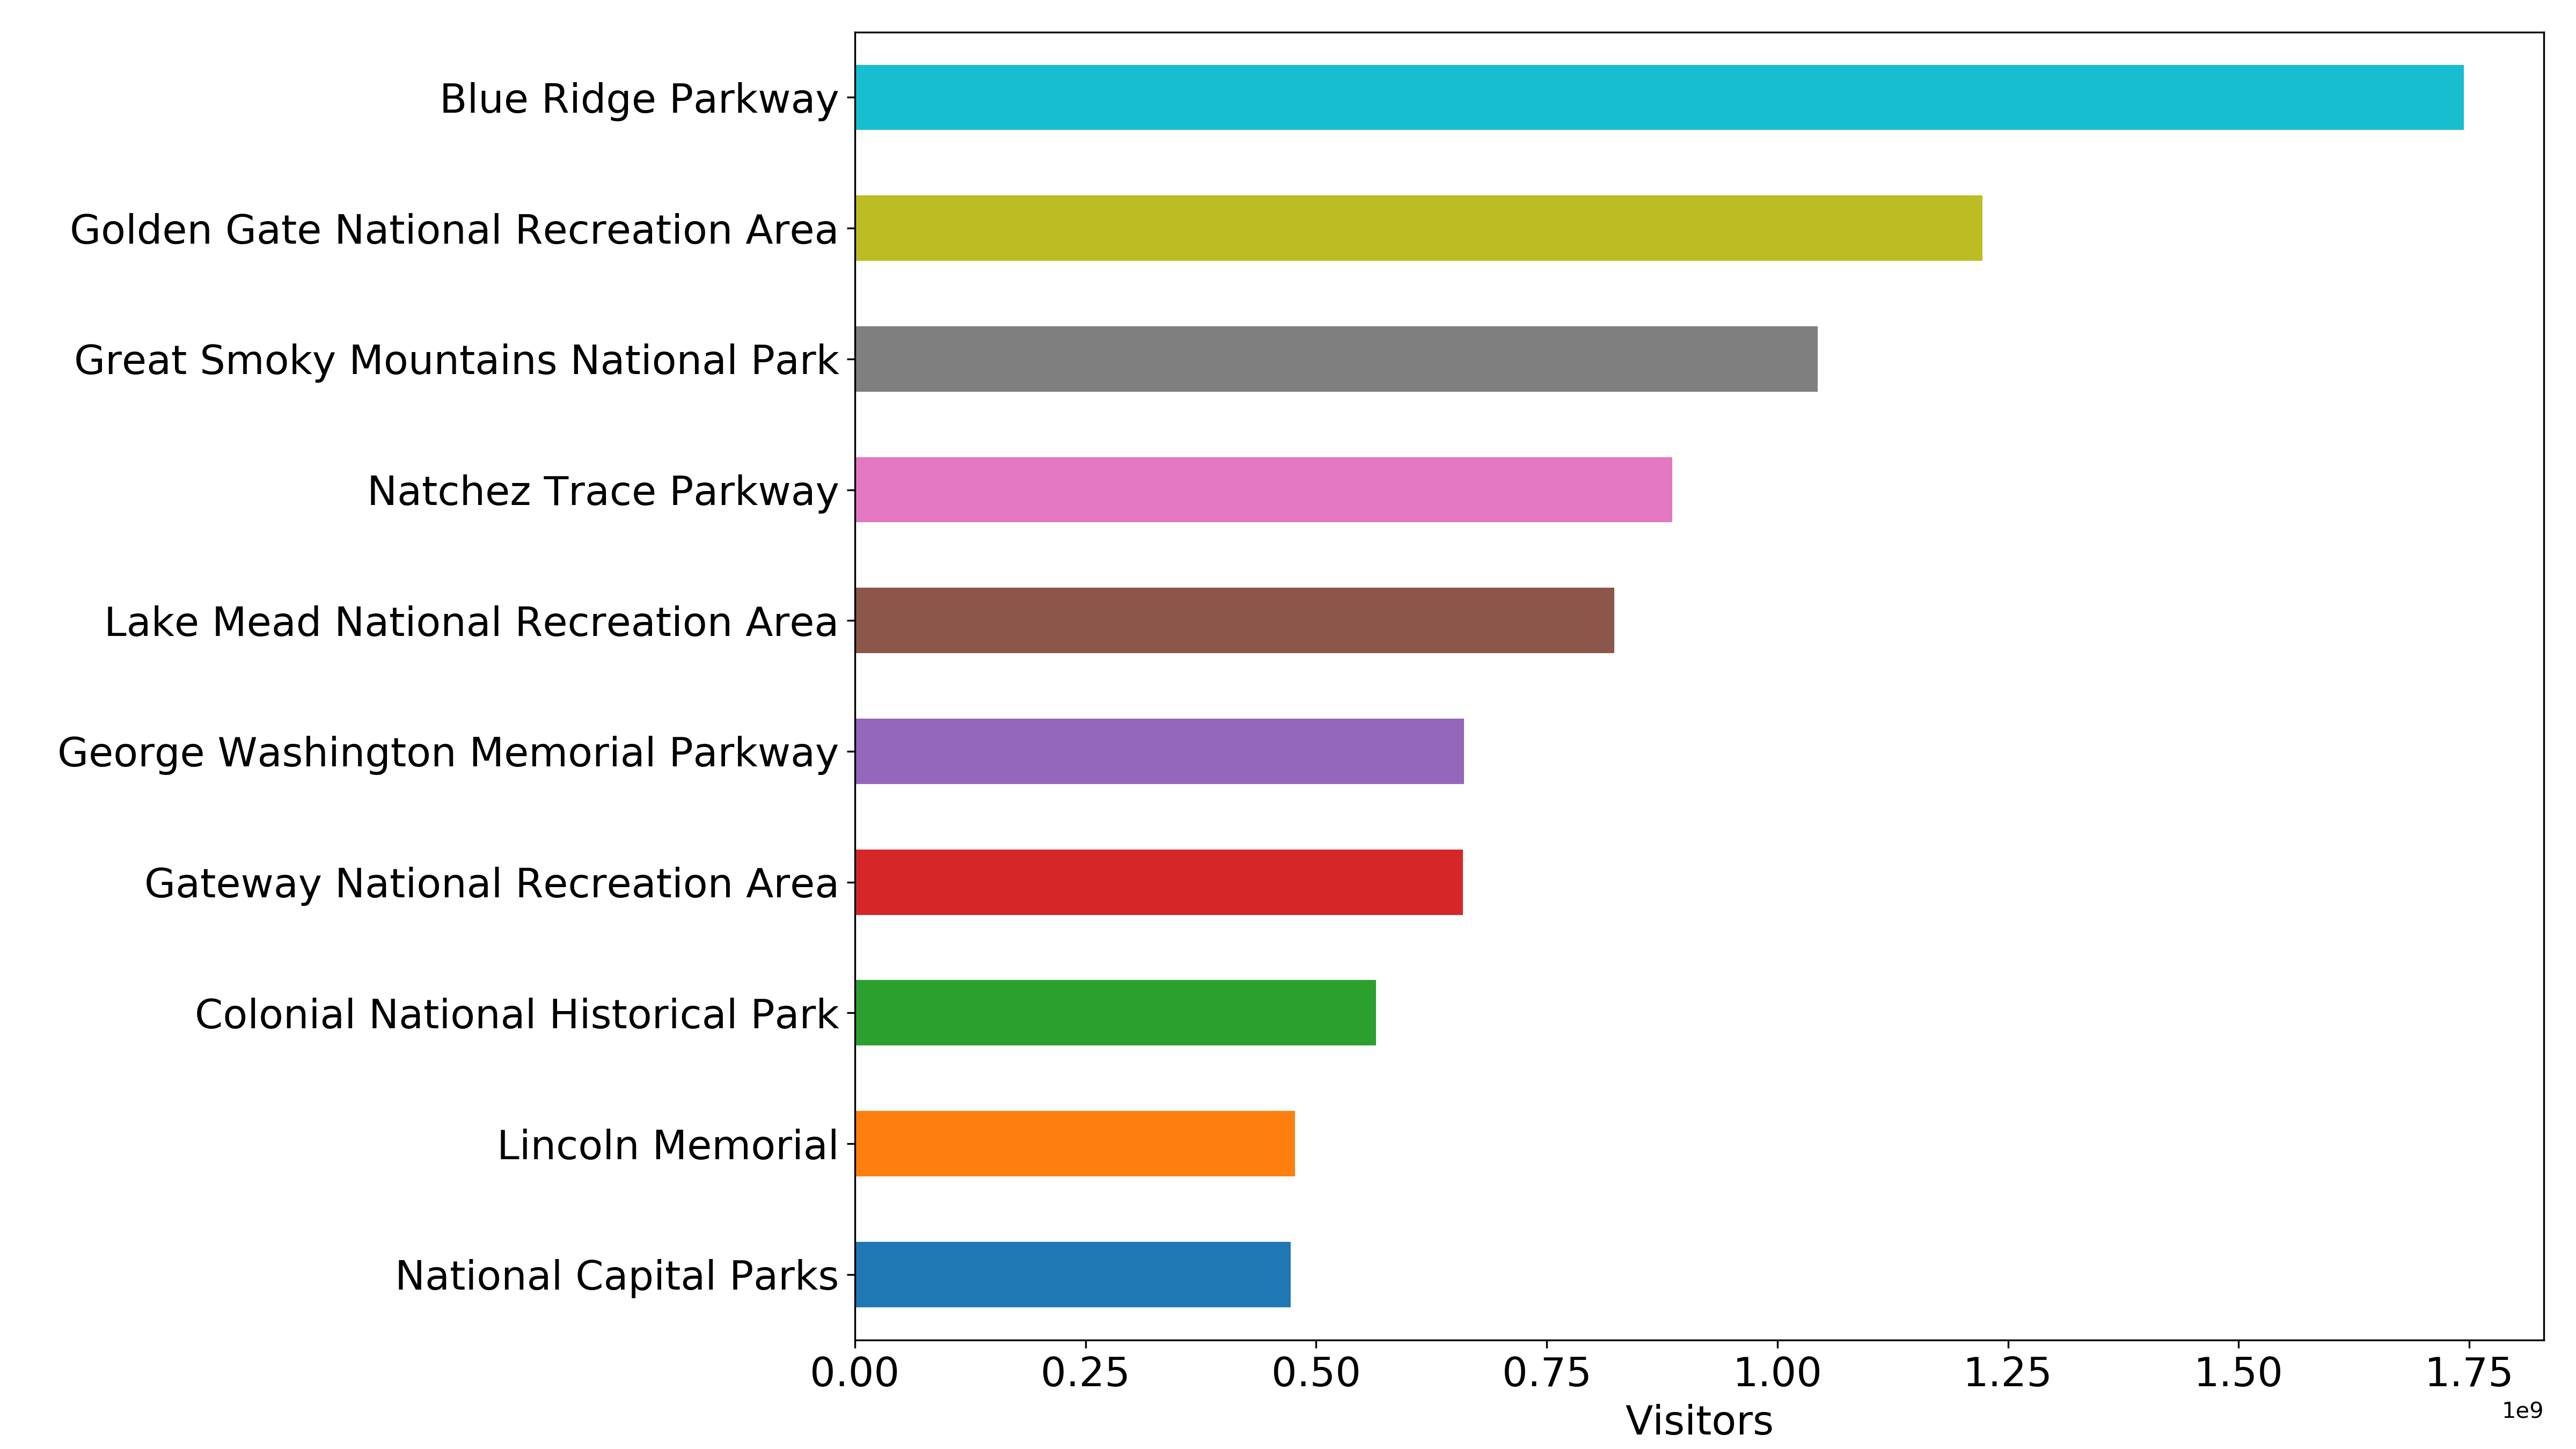 Blue Ridge Parkway
Golden Gate National Recreation Area
Great Smoky Mountains National Park
Natchez Trace Parkway
Lake Mead National Recreation Area
George Washington Memorial Parkway
Gateway National Recreation Area
Colonial National Historical Park
Lincoln Memorial
National Capital Parks
0.00 0.25 0.50 0.75 1.00 1.25 1.50 1.75
1e9
Visitors